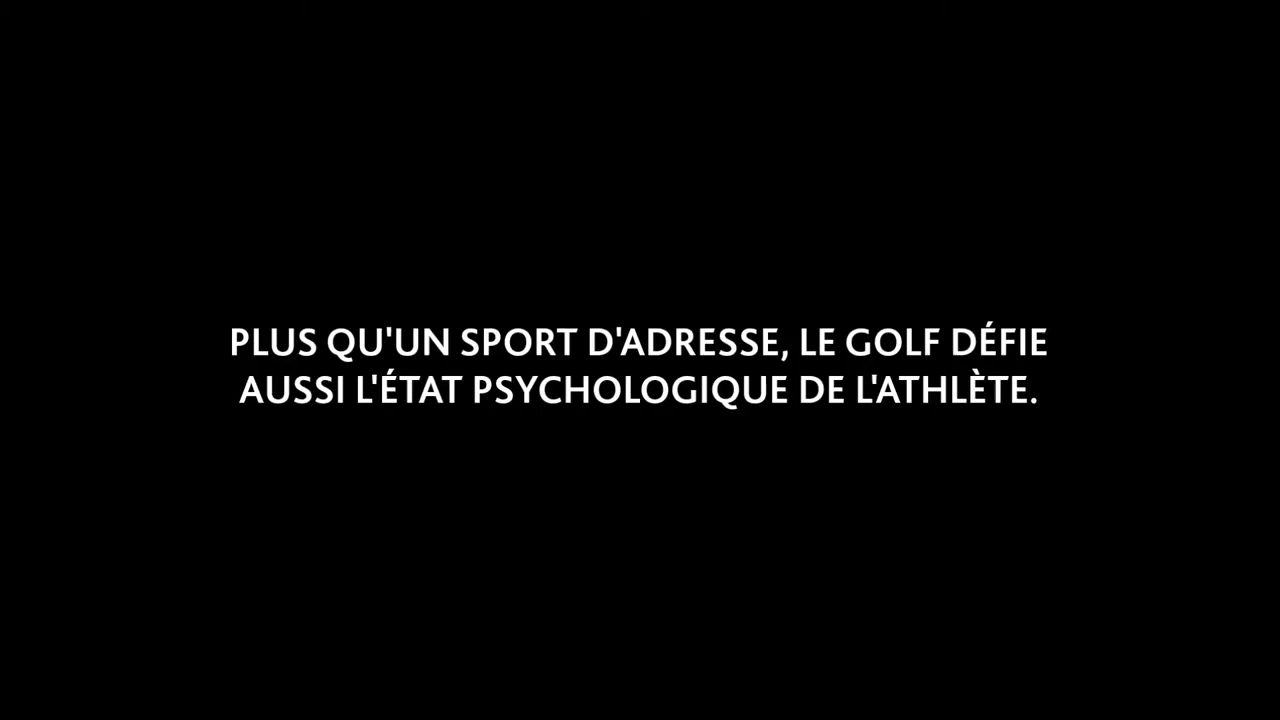 PLUS QU'UN SPORT D'ADRESSE, LE GOLF DÉFIE
AUSSI L'ÉTAT PSYCHOLOGIQUE DE L'ATHLÈTE.